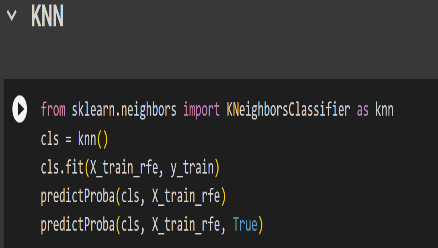 KNN
from sklearn.neighbors import KNeighborsClassifier as knn
cls = knn()
cls.fit(X_train_rfe, y_train)
predictProba(cls, X_train_rfe)
predictProba(cls, X_train_rfe, True)